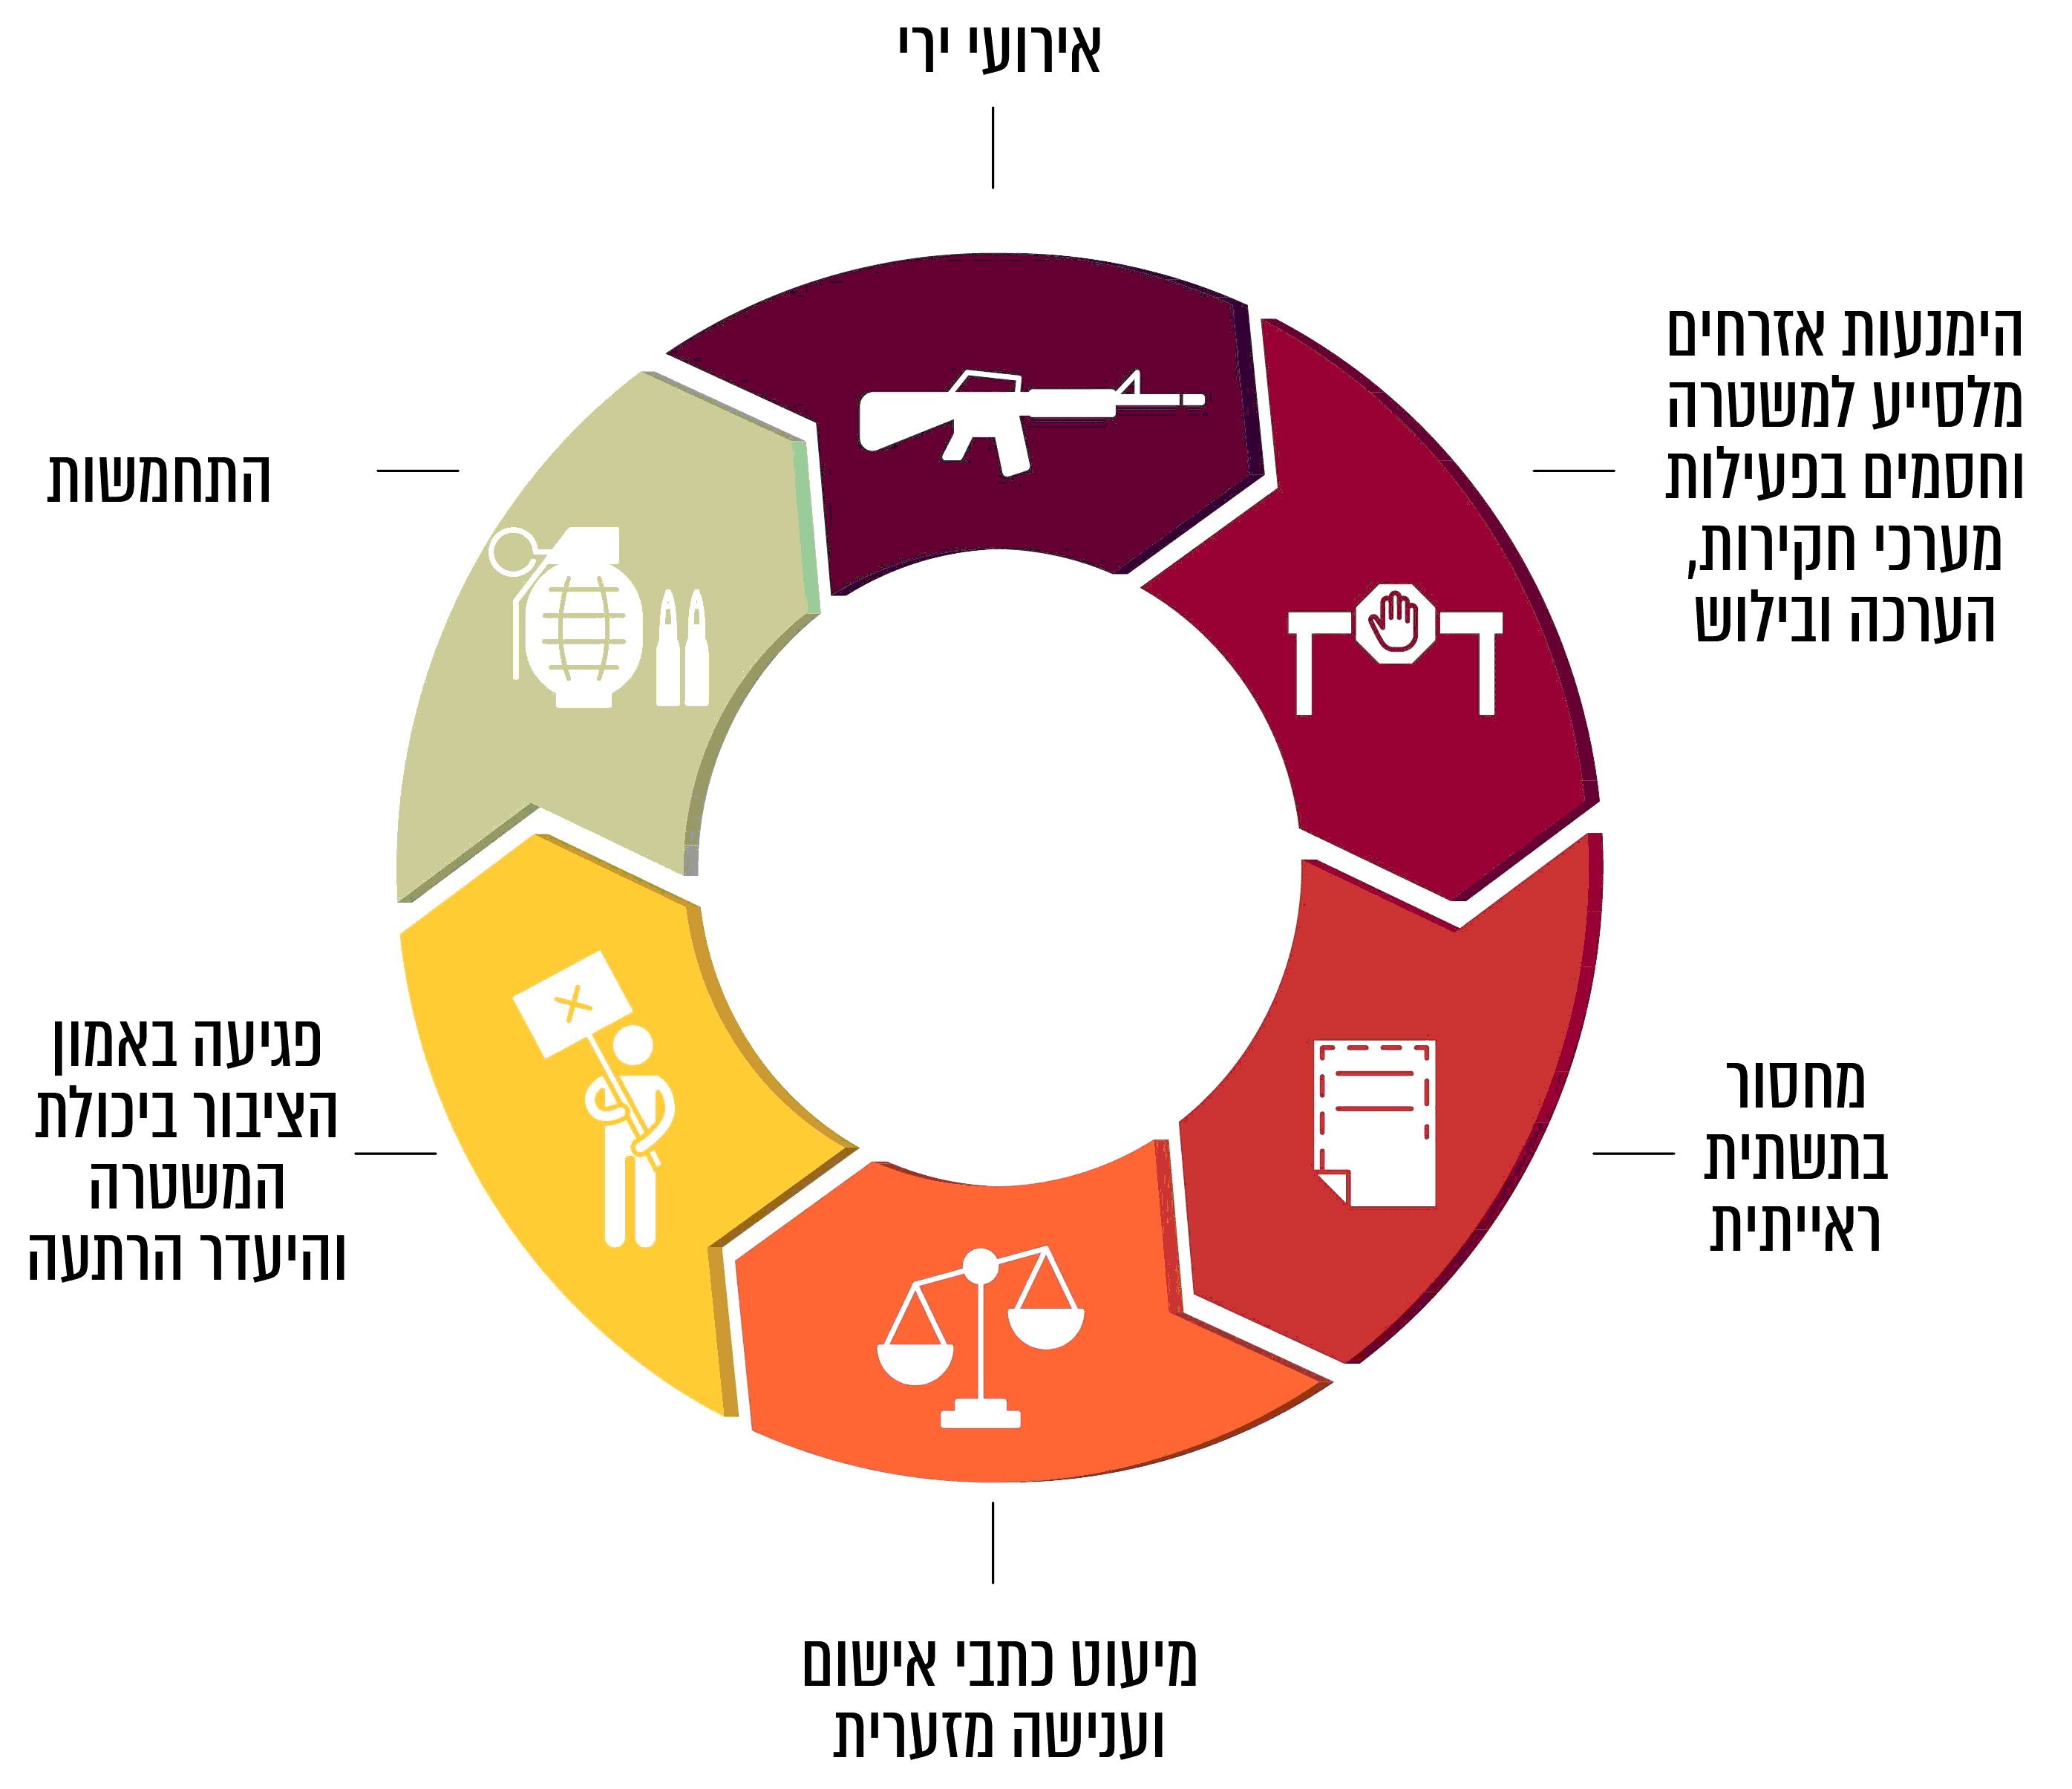 אירועי ירי
הימנעות אזרחים
מלסייע למשטרה
וחסמים בפעילות
מערכי חקירות,
הערכה ובילוש
מחסור
בתשתית
ראייתית
מיעוט כתבי אישום
וענישה מזערית
פגיעה באמון
הציבור ביכולת
המשטרה
והיעדר הרתעה
התחמשות